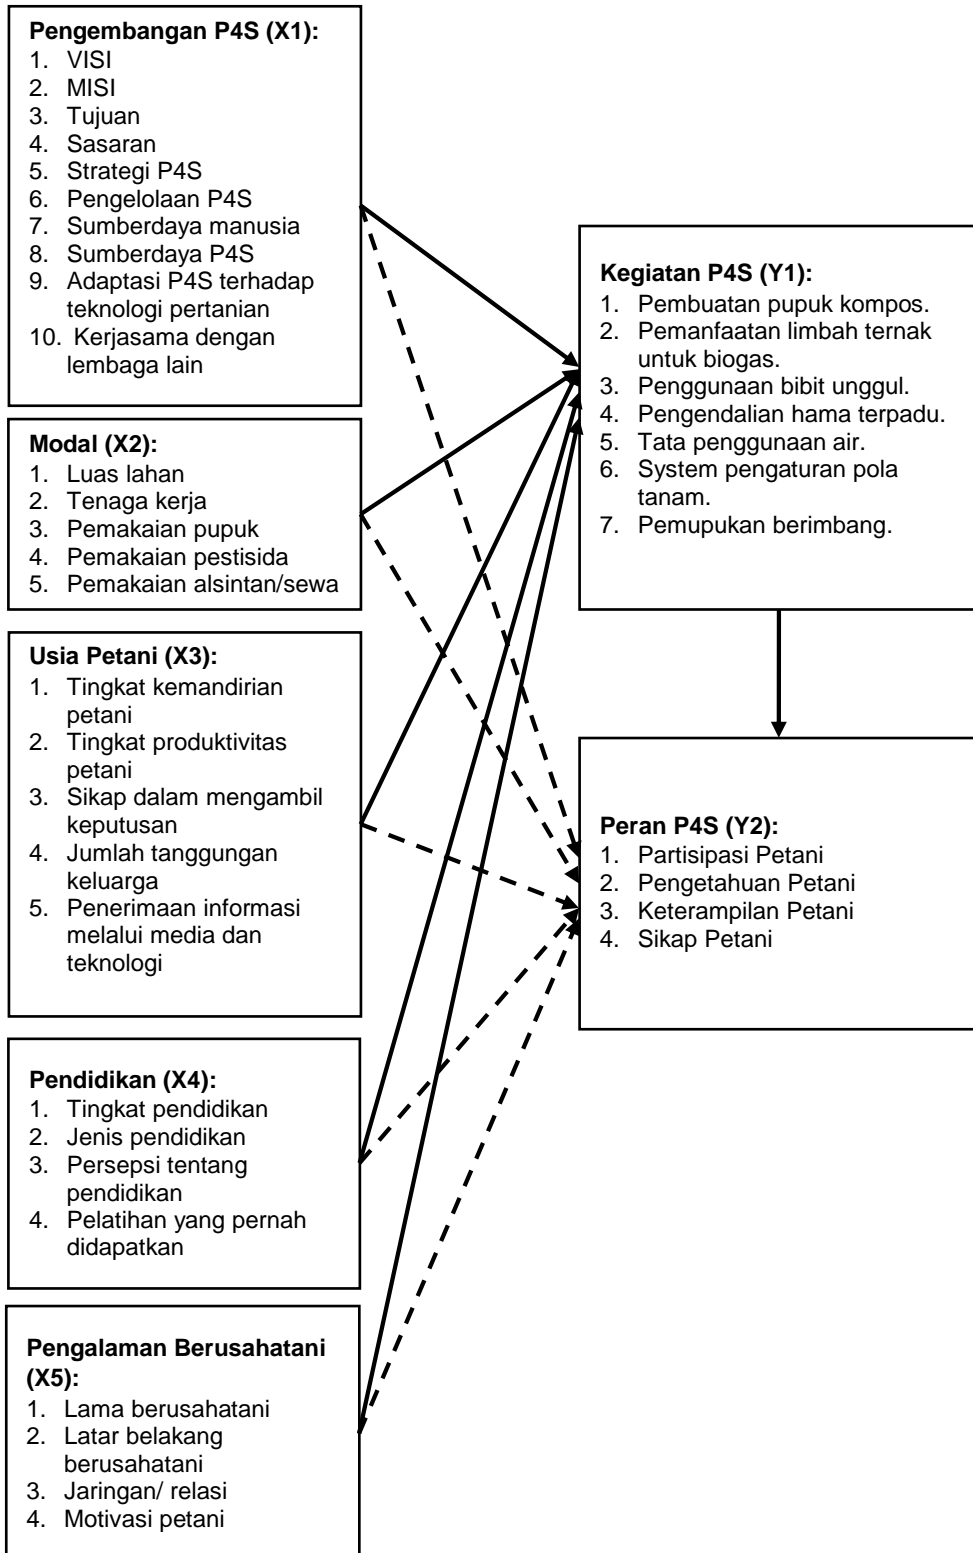 Pengembangan P4S (X1):
1. VISI
2. MISI
3. Tujuan
4. Sasaran
5. Strategi P4S
6. Pengelolaan P4S
7. Sumberdaya manusia
8. Sumberdaya P4S
9. Adaptasi P4S terhadap
teknologi pertanian
10. Kerjasama dengan
lembaga lain
Modal (X2):
1. Luas lahan
2. Tenaga kerja
3. Pemakaian pupuk
4. Pemakaian pestisida
5. Pemakaian alsintan/sewa
Usia Petani (X3):
1. Tingkat kemandirian
petani
2. Tingkat produktivitas
petani
3. Sikap dalam mengambil
keputusan
4. Jumlah tanggungan
keluarga
5. Penerimaan informasi
melalui media dan
teknologi
Pendidikan (X4):
1. Tingkat pendidikan
2. Jenis pendidikan
3. Persepsi tentang
pendidikan
4. Pelatihan yang pernah
didapatkan
Pengalaman Berusahatani
(X5):
1. Lama berusahatani
2. Latar belakang
berusahatani
3. Jaringan/ relasi
4. Motivasi petani
Kegiatan P4S (Y1):
1. Pembuatan pupuk kompos.
2. Pemanfaatan limbah ternak
untuk biogas.
3. Penggunaan bibit unggul.
4. Pengendalian hama terpadu.
5. Tata penggunaan air.
6. System pengaturan pola
tanam.
7. Pemupukan berimbang.
Peran P4S (Y2):
1. Partisipasi Petani
2. Pengetahuan Petani
3. Keterampilan Petani
4. Sikap Petani